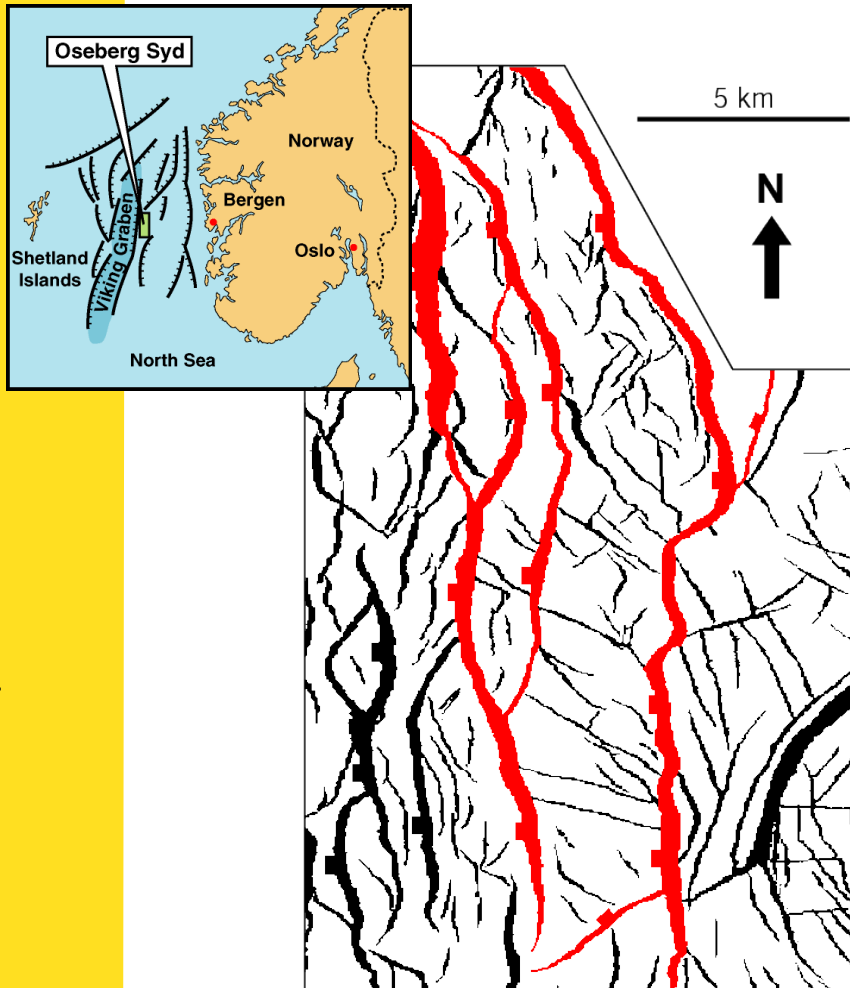 Oseberg Syd
Norway
Bergen
Oslo
Shetland
Islands
Viking Graben
North Sea
5 km
N